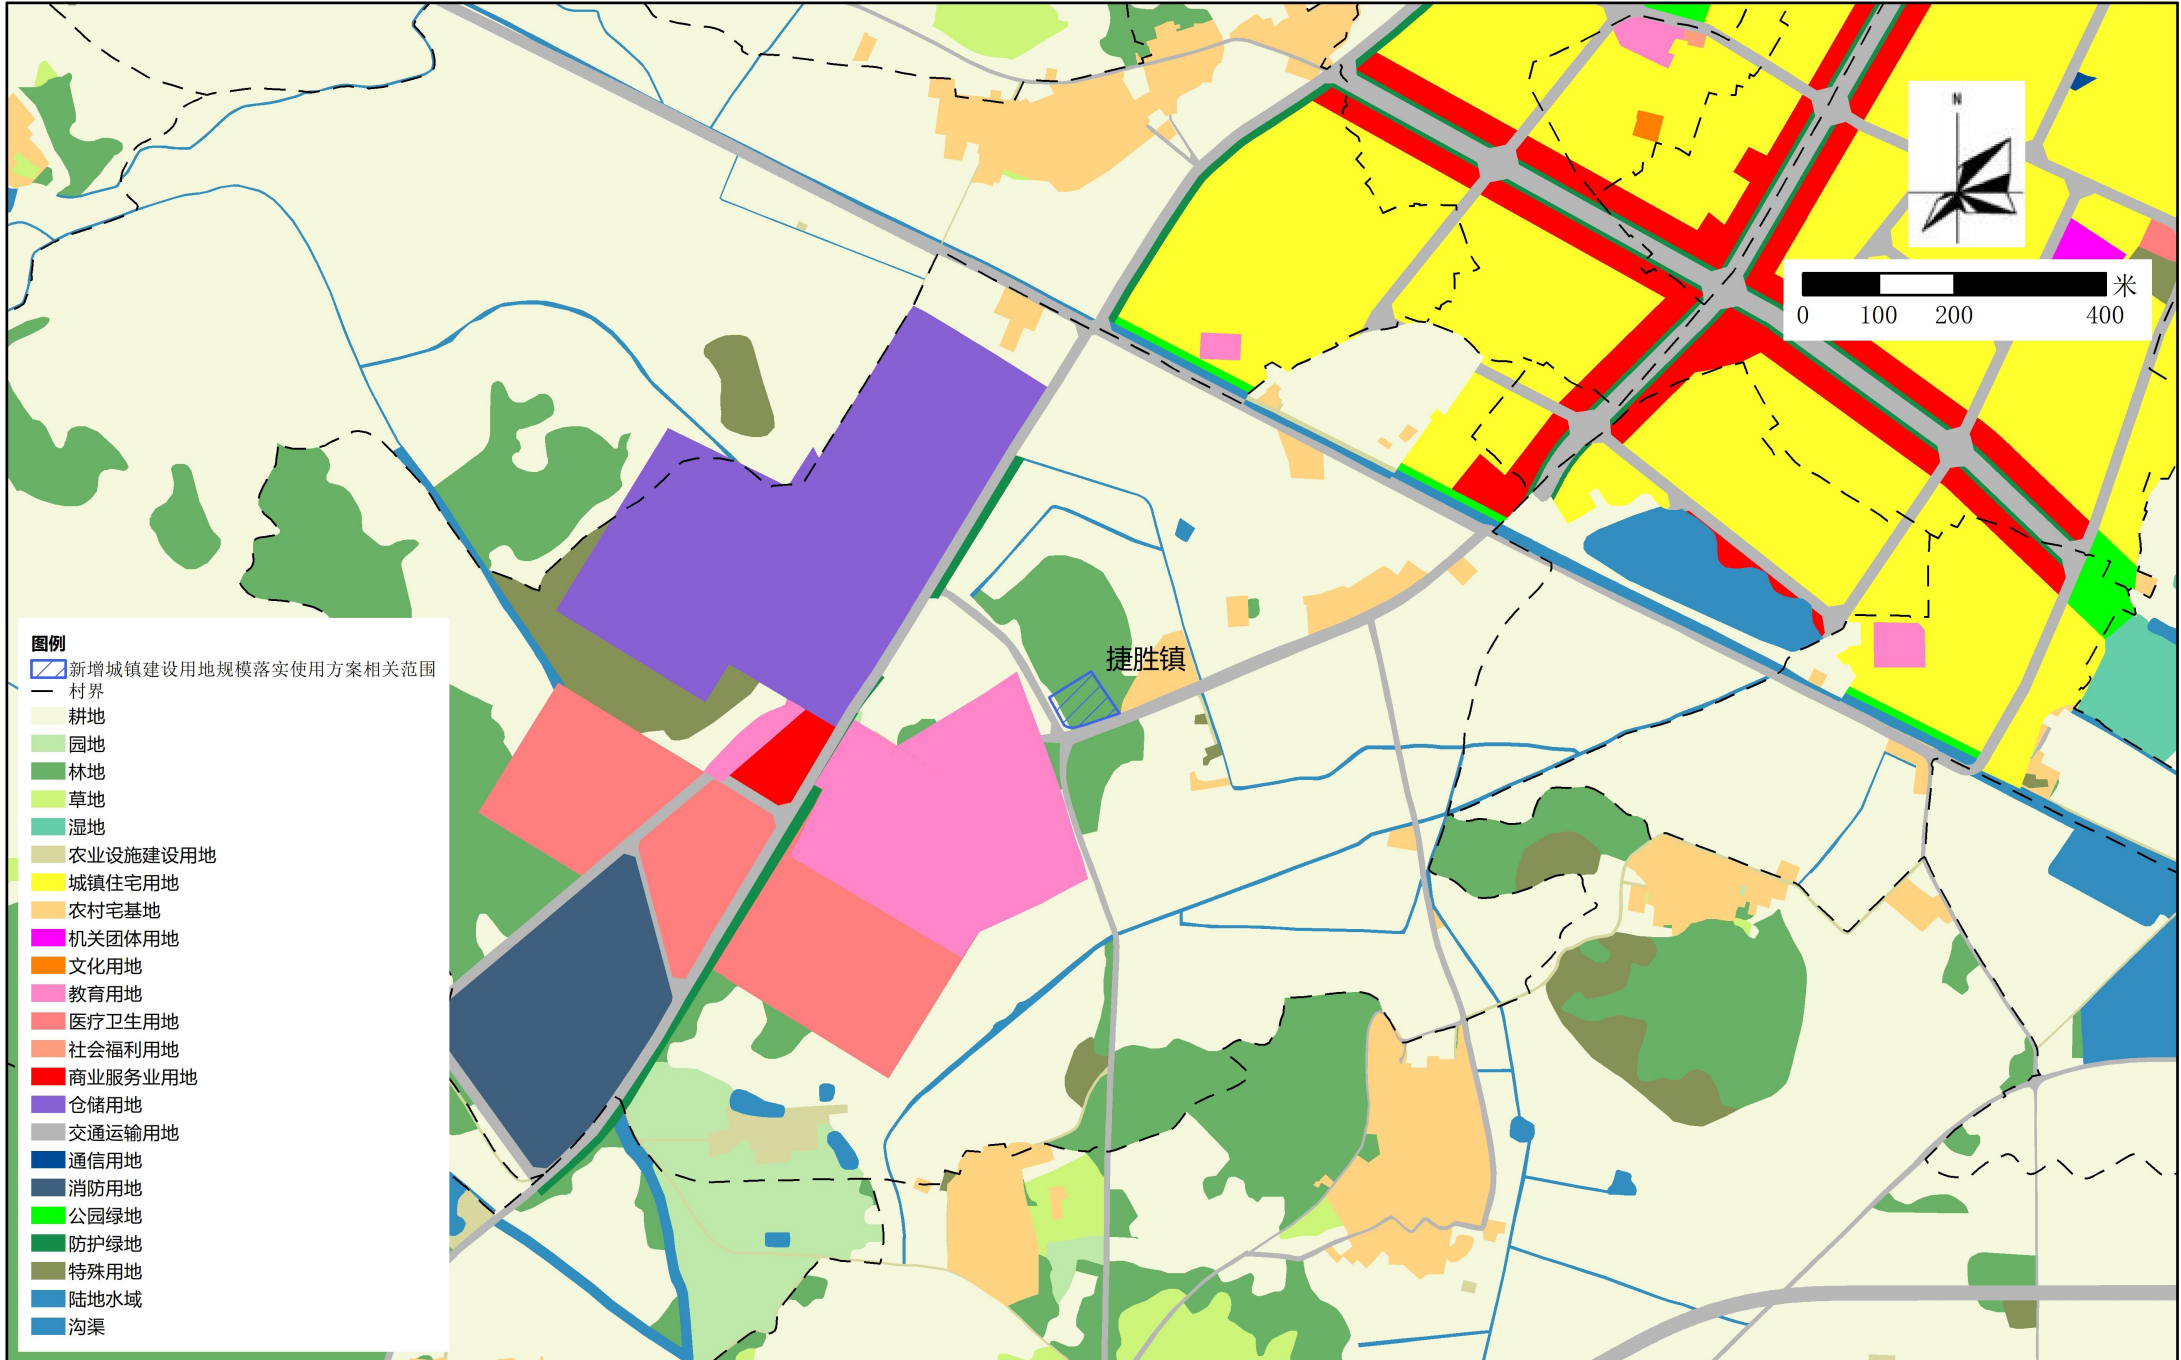 N
米
0 100 200 400
捷胜镇
图例
新增城镇建设用地规模落实使用方案相关范围
村界
耕地
园地
林地
草地
湿地
农业设施建设用地
城镇住宅用地
农村宅基地
机关团体用地
文化用地
教育用地
医疗卫生用地
社会福利用地
商业服务业用地
仓储用地
交通运输用地
通信用地
消防用地
公园绿地
防护绿地
特殊用地
陆地水域
沟渠